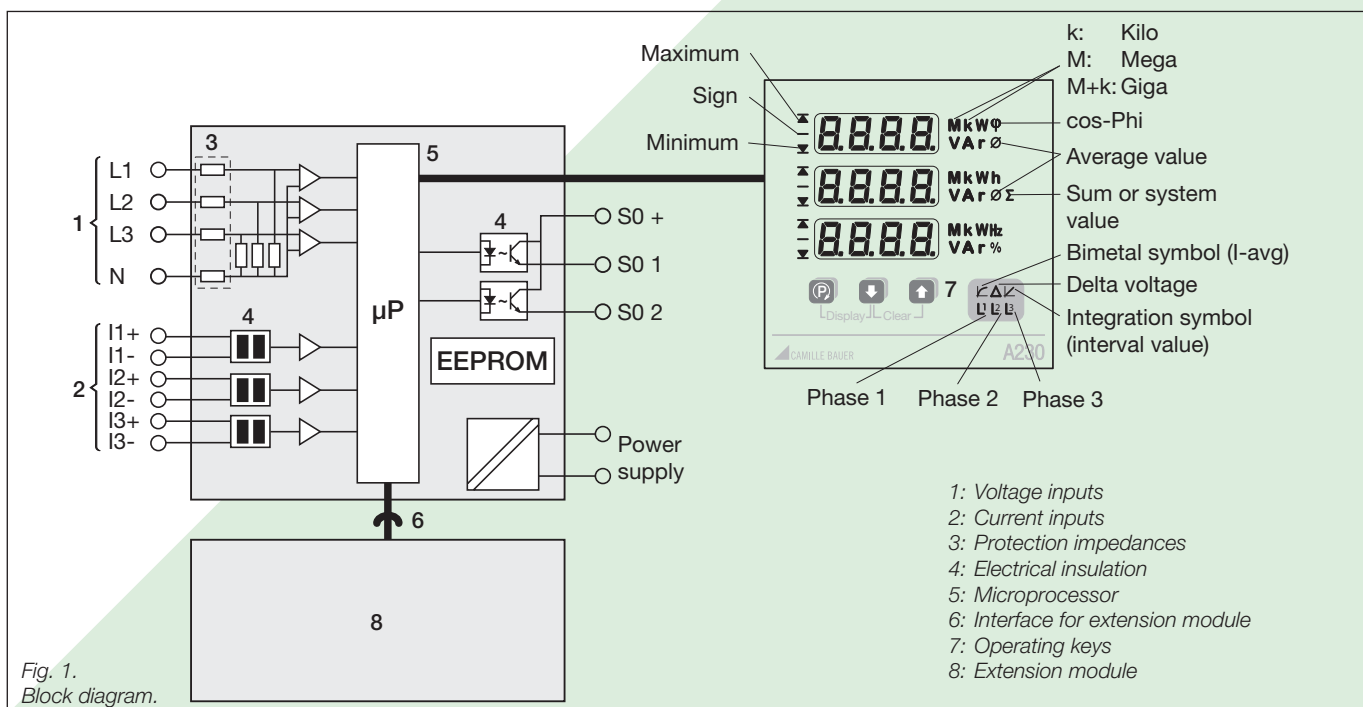 3
L1
L2
L3
N
1
5
4
S0 +
S0 1
S0 2
µP
EEPROM
4
I1+
I1-
I2+
I2-
I3+
I3-
2
Power
supply
6
8
Fig. 1.
Block diagram.
Maximum
Sign
Minimum
k: Kilo
M: Mega
M+k: Giga
cos-Phi
Average value
Sum or system
value
Bimetal symbol (I-avg)
Delta voltage
Integration symbol
(interval value)
8.8.8.8. MkWφ
VArØ
8.8.8.8. MkWh
VArØΣ
8.8.8.8. MkWHz
VAr%
P
7
Δ
L1 L2 L3
Display Clear
CAMILLE BAUER A230
Phase 1 Phase 2 Phase 3
1: Voltage inputs
2: Current inputs
3: Protection impedances
4: Electrical insulation
5: Microprocessor
6: Interface for extension module
7: Operating keys
8: Extension module